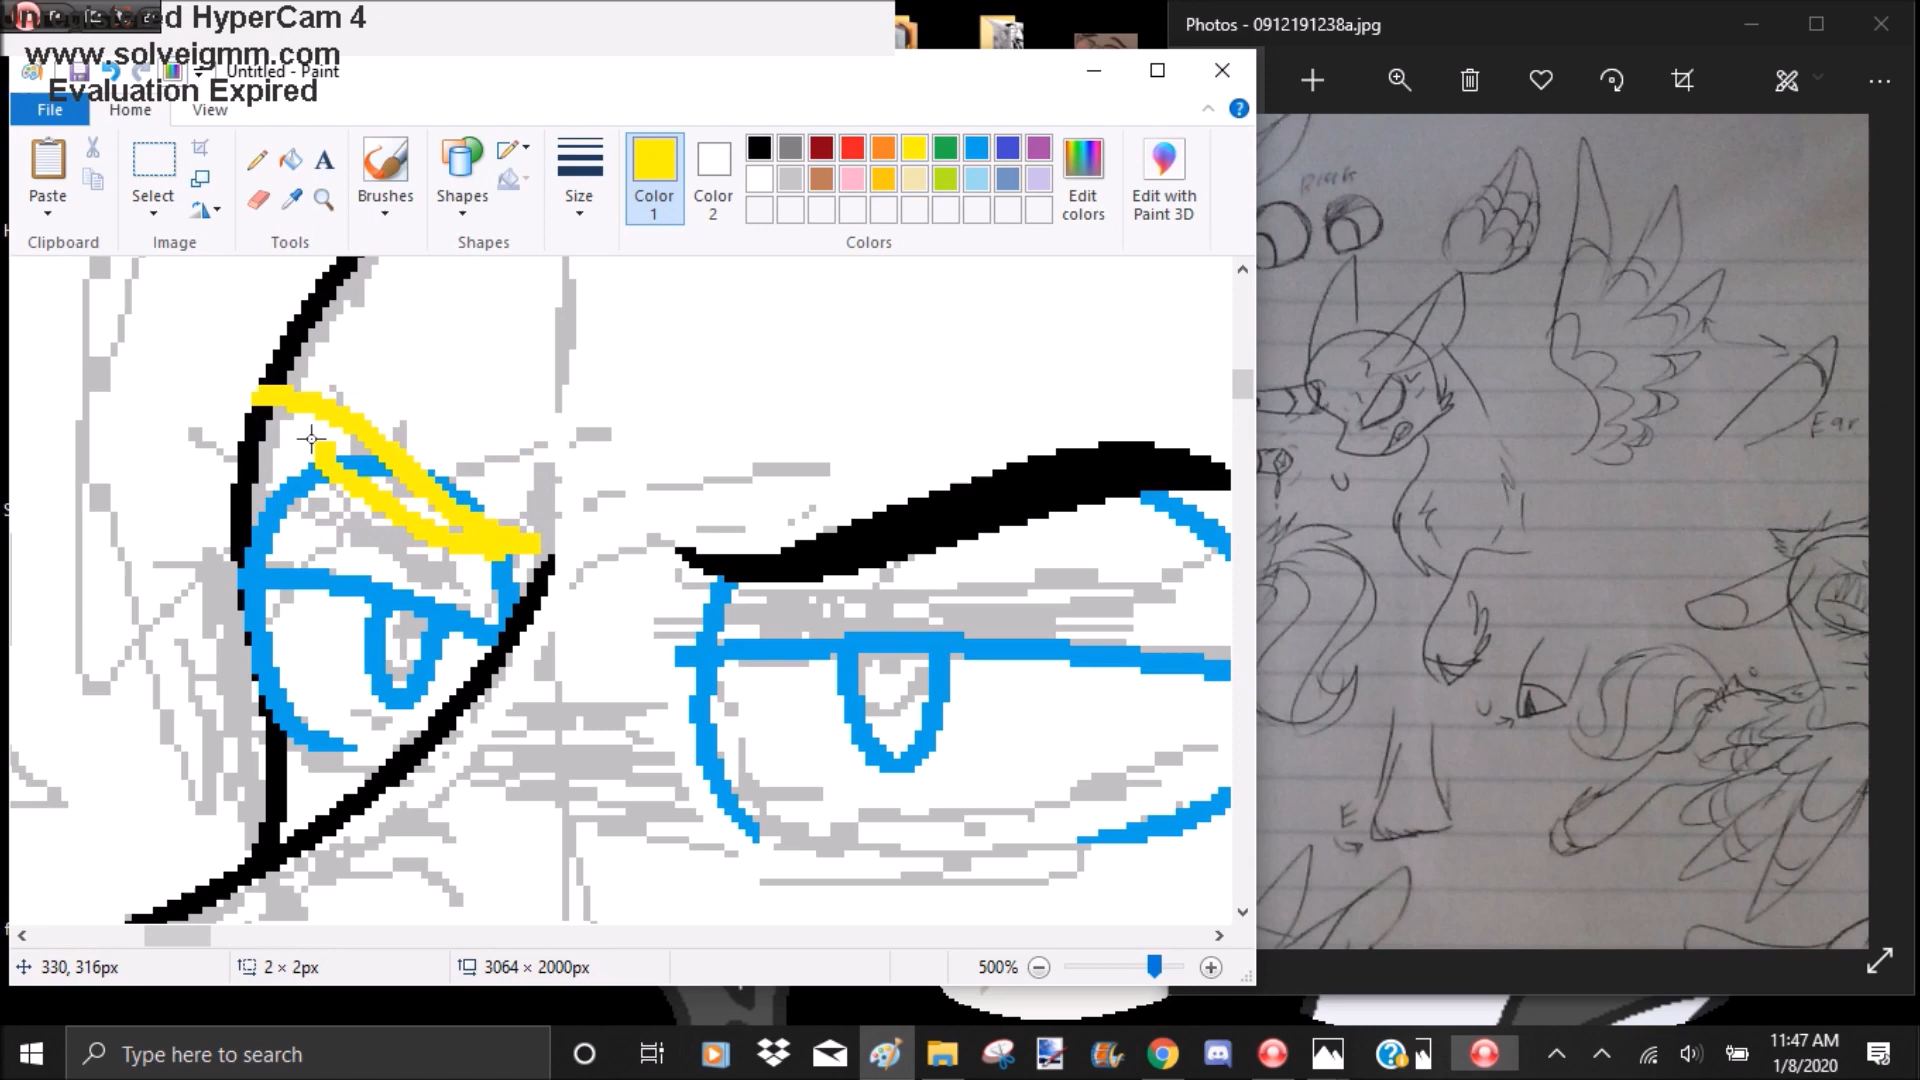 Unregistered HyperCam 4
www.solveigmm.com
Evaluation Expired
Untitled - Paint
File
Home
View
Paste
Select
Brushes
Shapes
Size
Color 1
Color 2
Edit colors
Edit with Paint 3D
Clipboard
Image
Tools
Shapes
Colors
330, 316px
2 × 2px
3064 × 2000px
500%
Photos - 0912191238a.jpg
Ear
U
U
E
Type here to search
11:47 AM
1/8/2020